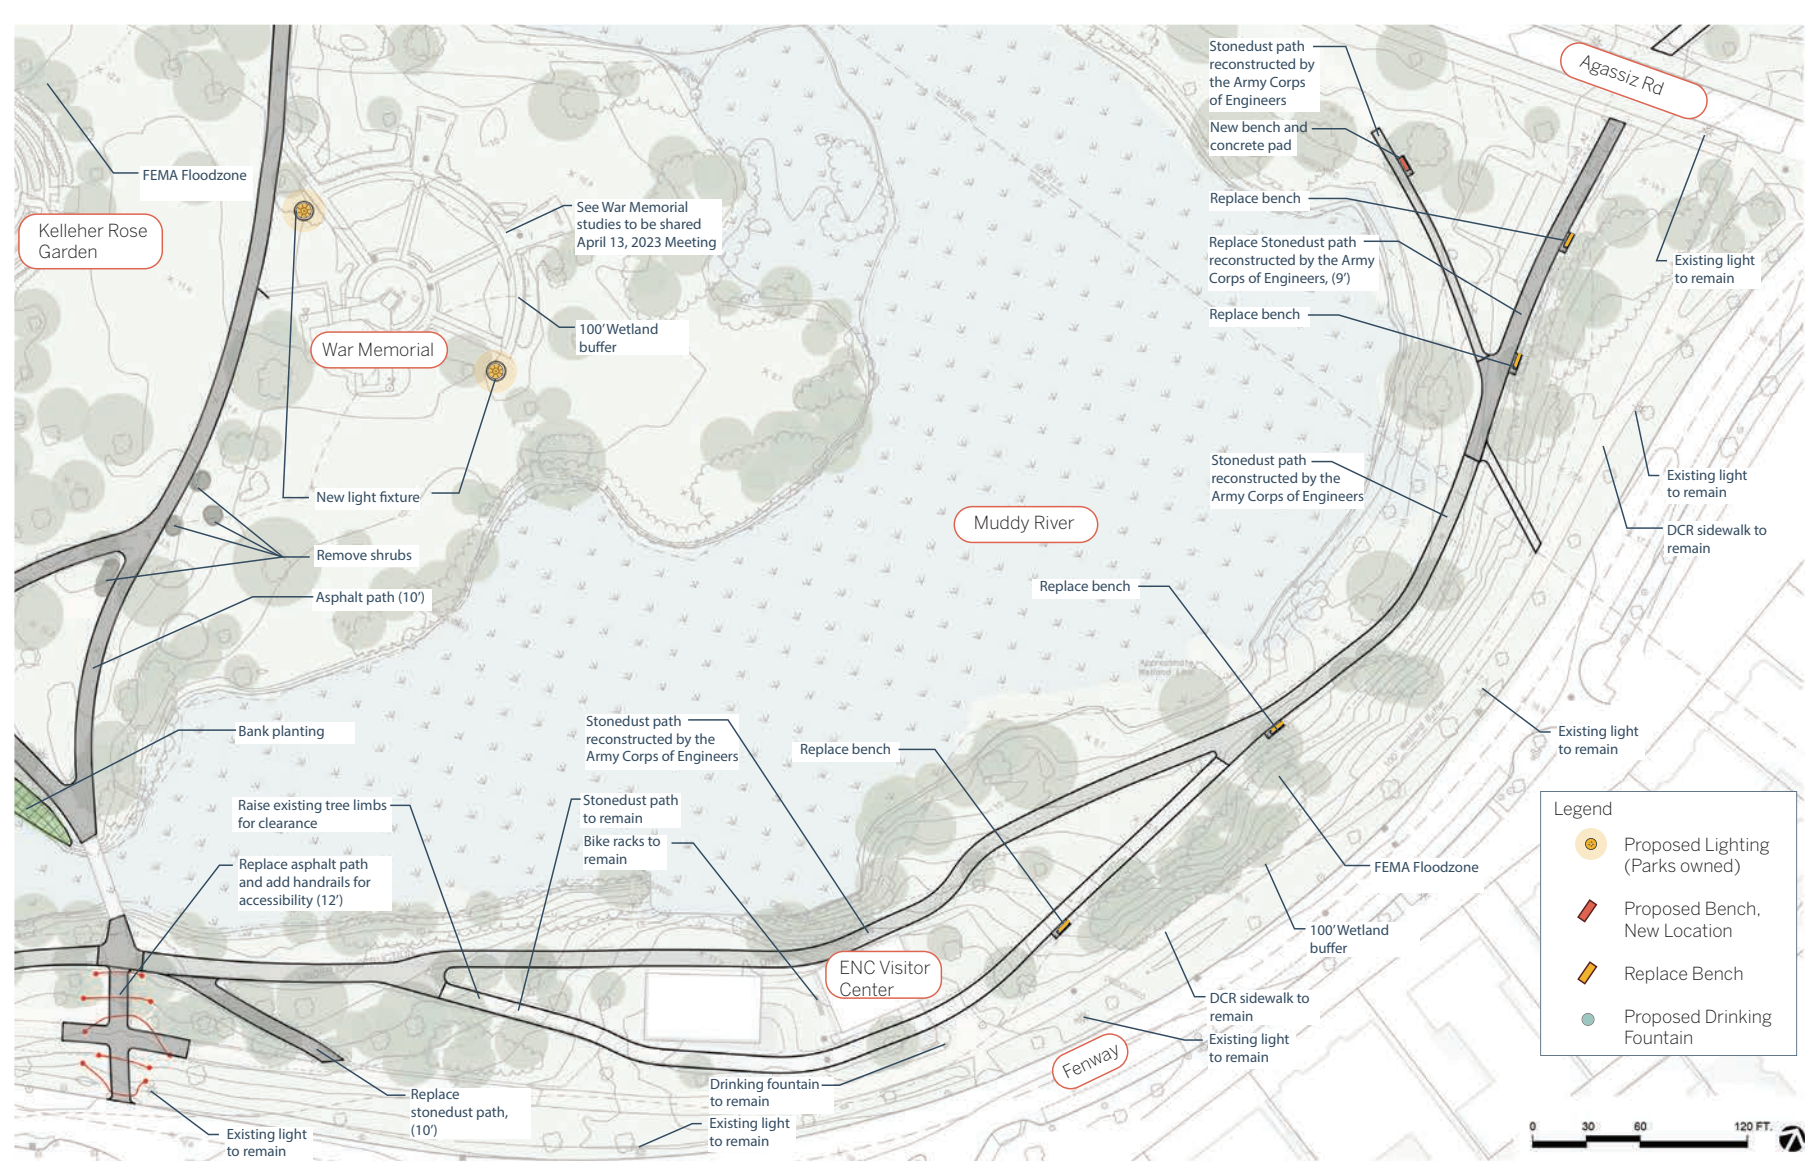 Stonedust path
reconstructed by
the Army Corps
of Engineers
Agassiz Rd
New bench and
concrete pad
FEMA Floodzone
Replace bench
See War Memorial
studies to be shared
April 13, 2023 Meeting
Kelleher Rose
Garden
Replace Stonedust path
reconstructed by the Army
Corps of Engineers, (9')
Existing light
to remain
Replace bench
100' Wetland
buffer
War Memorial
Stonedust path
reconstructed by the
Army Corps of Engineers
Existing light
to remain
New light fixture
Muddy River
DCR sidewalk to
remain
Remove shrubs
Replace bench
Asphalt path (10')
Approximate
Bank planting
Stonedust path
reconstructed by the
Army Corps of Engineers
Replace bench
Existing light
to remain
Raise existing tree limbs
for clearance
Stonedust path
to remain
Bike racks to
remain
Replace asphalt path
and add handrails for
accessibility (12')
FEMA Floodzone
100' Wetland
buffer
ENC Visitor
Center
DCR sidewalk to
remain
Existing light
to remain
Fenway
Drinking fountain
to remain
Replace
stonedust path,
(10')
Existing light
to remain
Existing light
to remain
Legend
Proposed Lighting
(Parks owned)
Proposed Bench,
New Location
Replace Bench
Proposed Drinking
Fountain
0 30 60 120 FT.